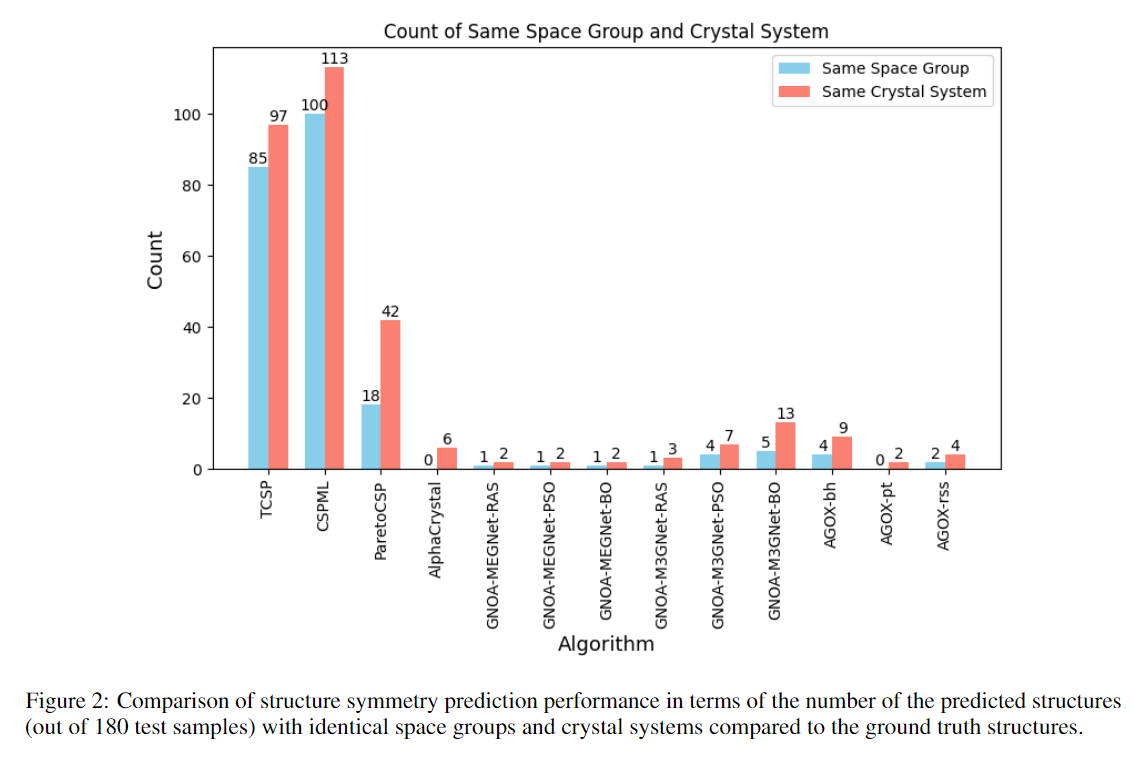 Count of Same Space Group and Crystal System
Same Space Group
Same Crystal System
Count
100
80
60
40
20
0
85
97
100
113
18
42
0
6
1
2
1
2
1
2
1
3
4
7
5
13
4
9
0
2
2
4
TCSP
CSPML
ParetoCSP
AlphaCrystal
GNOA-MEGNet-RAS
GNOA-MEGNet-PSO
GNOA-MEGNet-BO
GNOA-M3GNet-RAS
GNOA-M3GNet-PSO
GNOA-M3GNet-BO
AGOX-bh
AGOX-pt
AGOX-rss
Algorithm
Figure 2: Comparison of structure symmetry prediction performance in terms of the number of the predicted structures
(out of 180 test samples) with identical space groups and crystal systems compared to the ground truth structures.